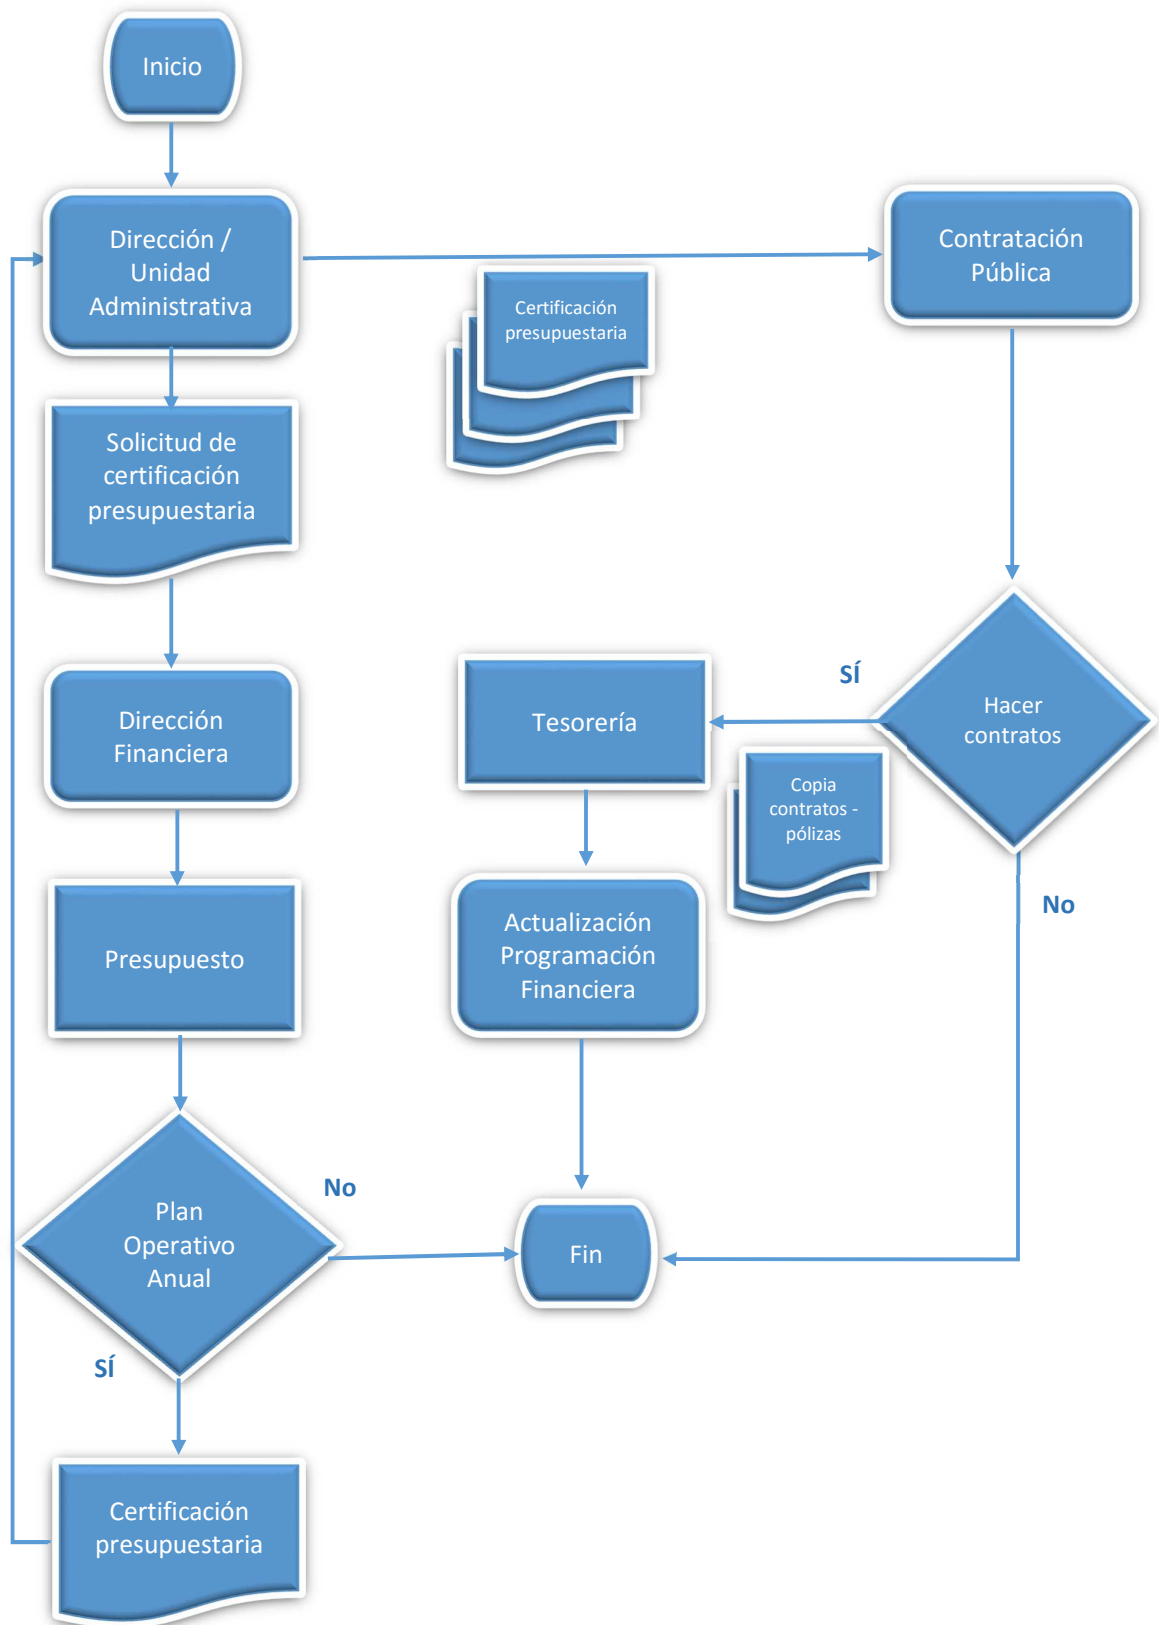 Inicio
Dirección /
Unidad
Administrativa
Contratación
Pública
Certificación
presupuestaria
Solicitud de
certificación
presupuestaria
Dirección
Financiera
Tesorería
SÍ
Hacer
contratos
Copia
contratos -
pólizas
No
Presupuesto
Actualización
Programación
Financiera
Plan
Operativo
Anual
No
Fin
SÍ
Certificación
presupuestaria